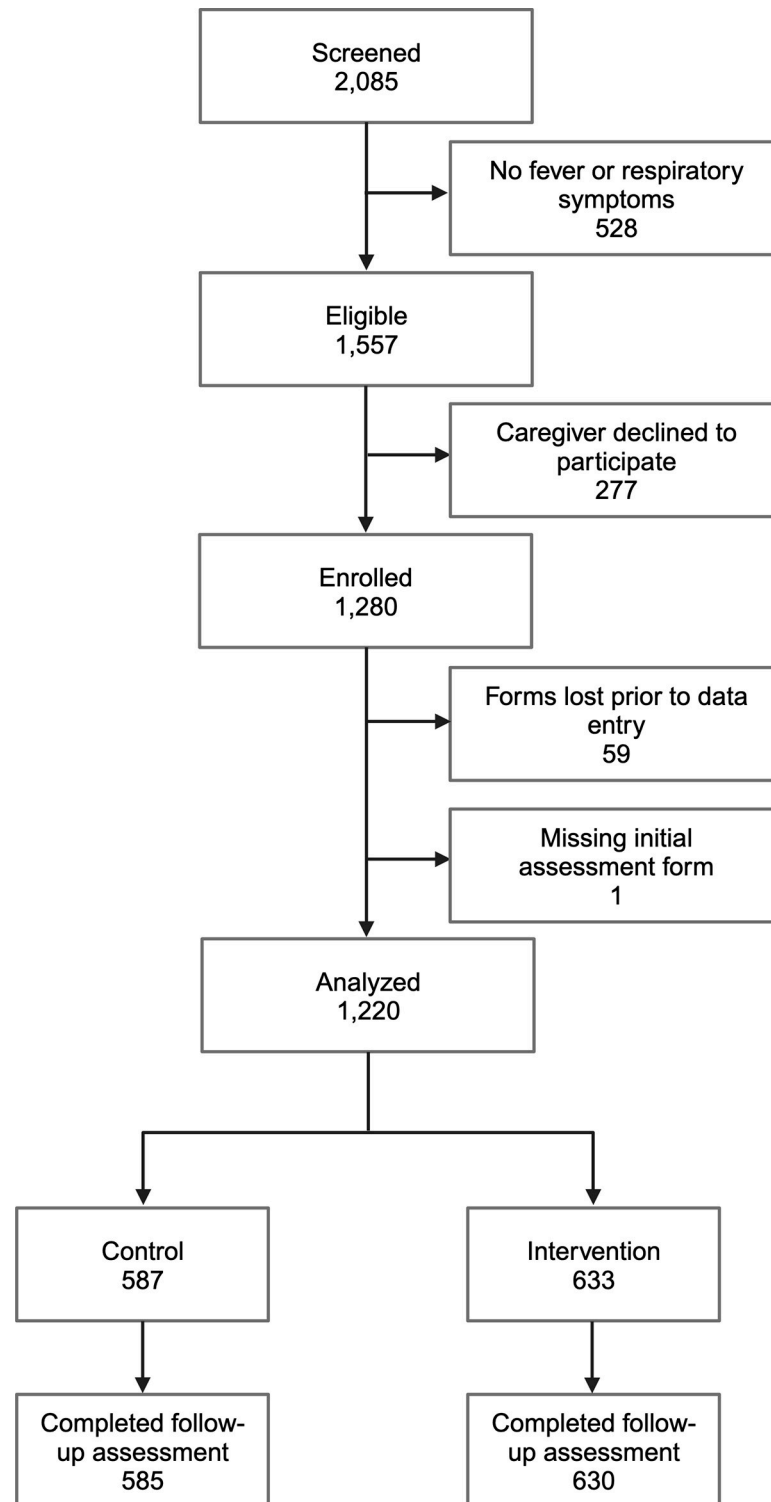 Screened
2,085
No fever or respiratory
symptoms
528
Eligible
1,557
Caregiver declined to
participate
277
Enrolled
1,280
Forms lost prior to data
entry
59
Missing initial
assessment form
1
Analyzed
1,220
Control
587
Intervention
633
Completed follow-
up assessment
585
Completed follow-
up assessment
630